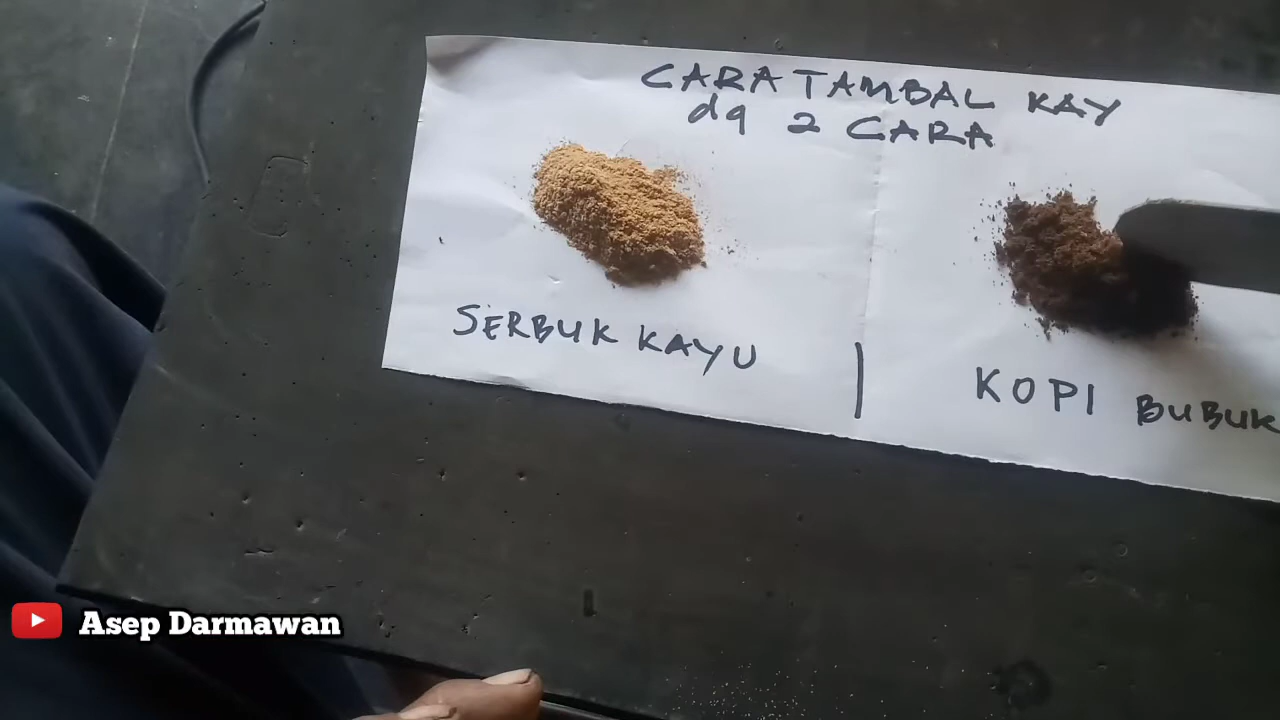 CARA TAMBAL KAY
dg 2 CARA
SERBUK KAYU
KOPI BUBUK
Asep Darmawan